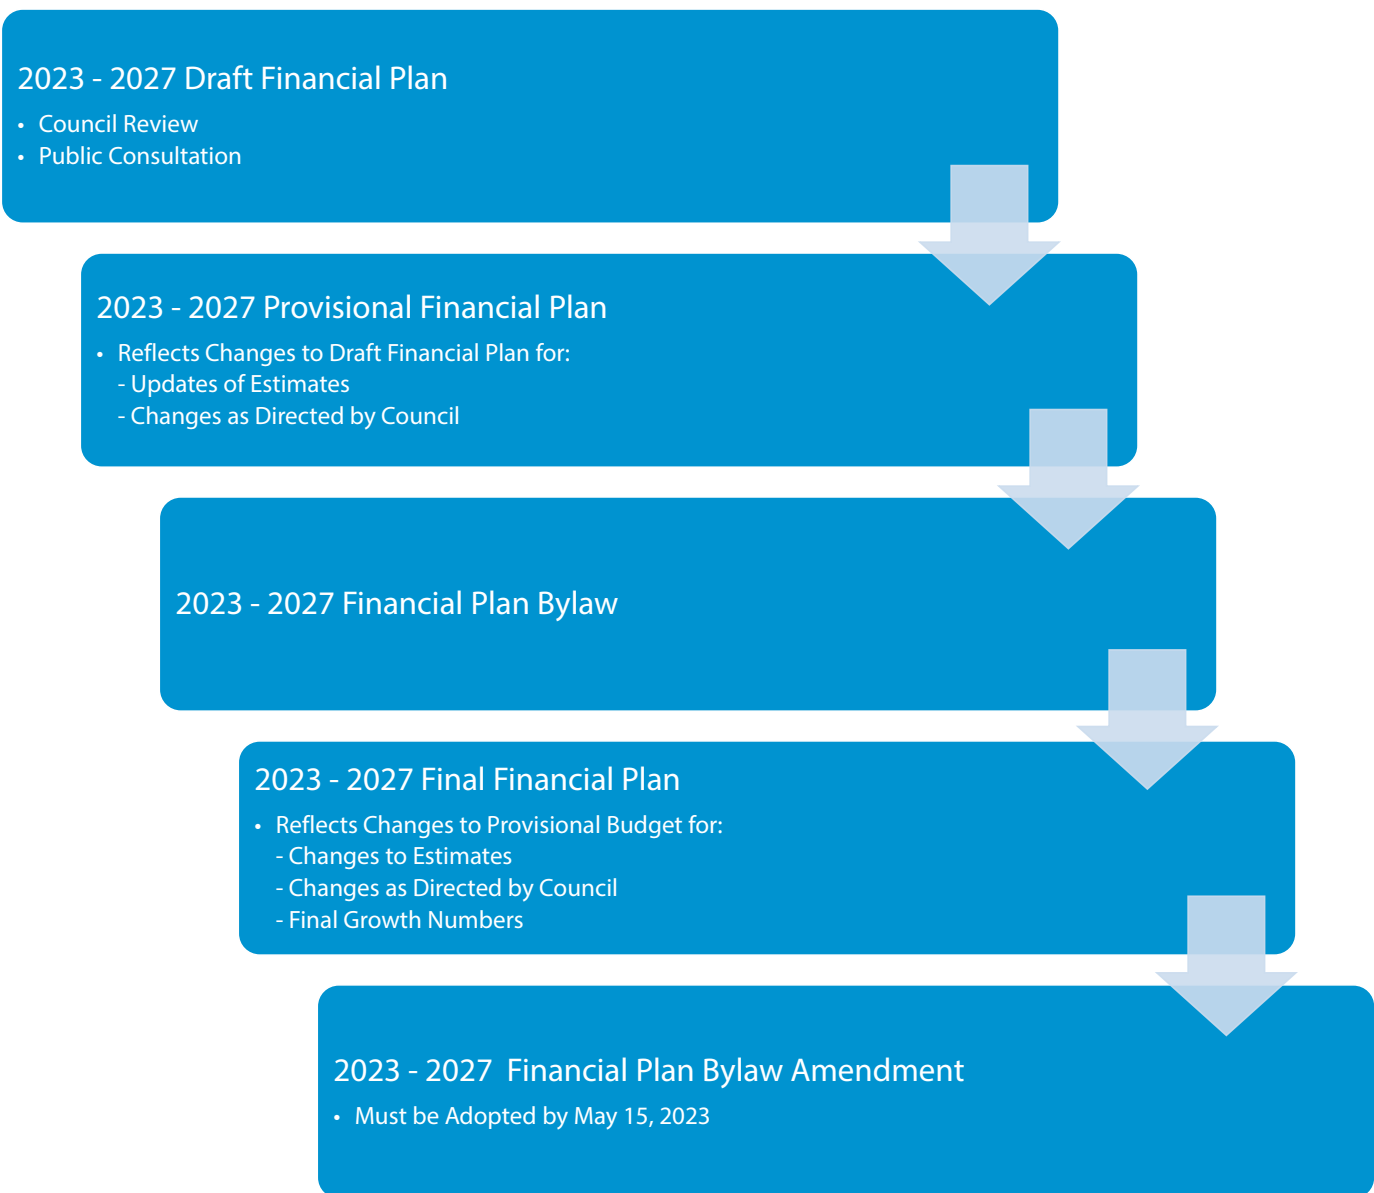 2023 - 2027 Draft Financial Plan
• Council Review
• Public Consultation
2023 - 2027 Provisional Financial Plan
• Reflects Changes to Draft Financial Plan for:
- Updates of Estimates
- Changes as Directed by Council
2023 - 2027 Financial Plan Bylaw
2023 - 2027 Final Financial Plan
• Reflects Changes to Provisional Budget for:
- Changes to Estimates
- Changes as Directed by Council
- Final Growth Numbers
2023 - 2027  Financial Plan Bylaw Amendment
• Must be Adopted by May 15, 2023